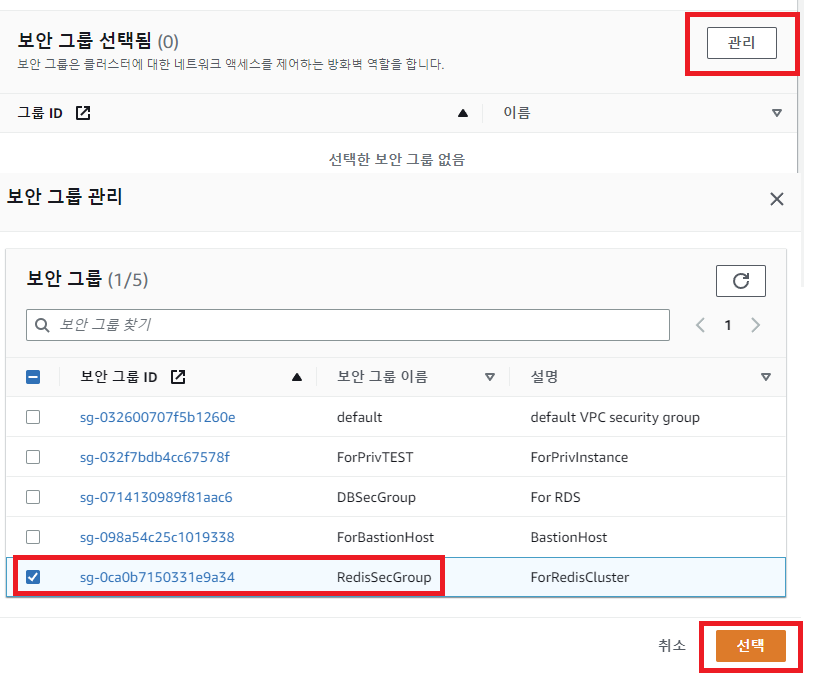 보안 그룹 선택됨 (0)
관리
보안 그룹은 클러스터에 대한 네트워크 액세스를 제어하는 방화벽 역할을 합니다.
그룹 ID 이름
선택한 보안 그룹 없음
보안 그룹 관리
보안 그룹 (1/5)
보안 그룹 찾기
1
보안 그룹 ID 보안 그룹 이름 설명
sg-032600707f5b1260e default default VPC security group
sg-032f7bdb4cc67578f ForPrivTEST ForPrivInstance
sg-0714130989f81aac6 DBSecGroup For RDS
sg-098a54c25c1019338 ForBastionHost BastionHost
sg-0ca0b7150331e9a34 RedisSecGroup ForRedisCluster
취소 선택